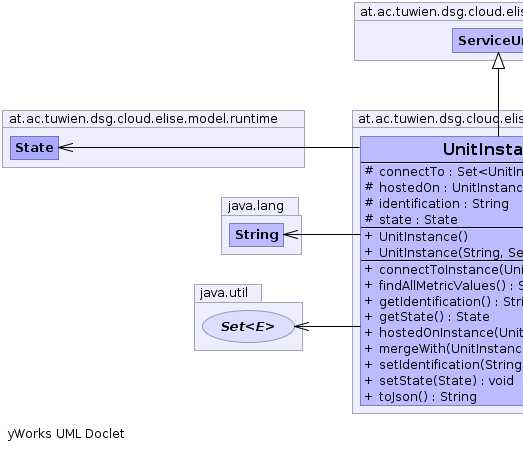 at.ac.tuwien.dsg.cloud.elis
ServiceUn
at.ac.tuwien.dsg.cloud.elise.model.runtime
State
at.ac.tuwien.dsg.cloud.elis
UnitInsta
# connectTo : Set<UnitIn
# hostedOn : UnitInstance
# identification : String
# state : State
+ UnitInstance()
+ UnitInstance(String, Se
+ connectToInstance(Uni
+ findAllMetricValues() : S
+ getIdentification() : Strin
+ getState() : State
+ hostedOnInstance(Unit
+ mergeWith(UnitInstanc
+ setIdentification(String
+ setState(State) : void
+ toJson() : String
java.lang
String
java.util
Set<E>
yWorks UML Doclet